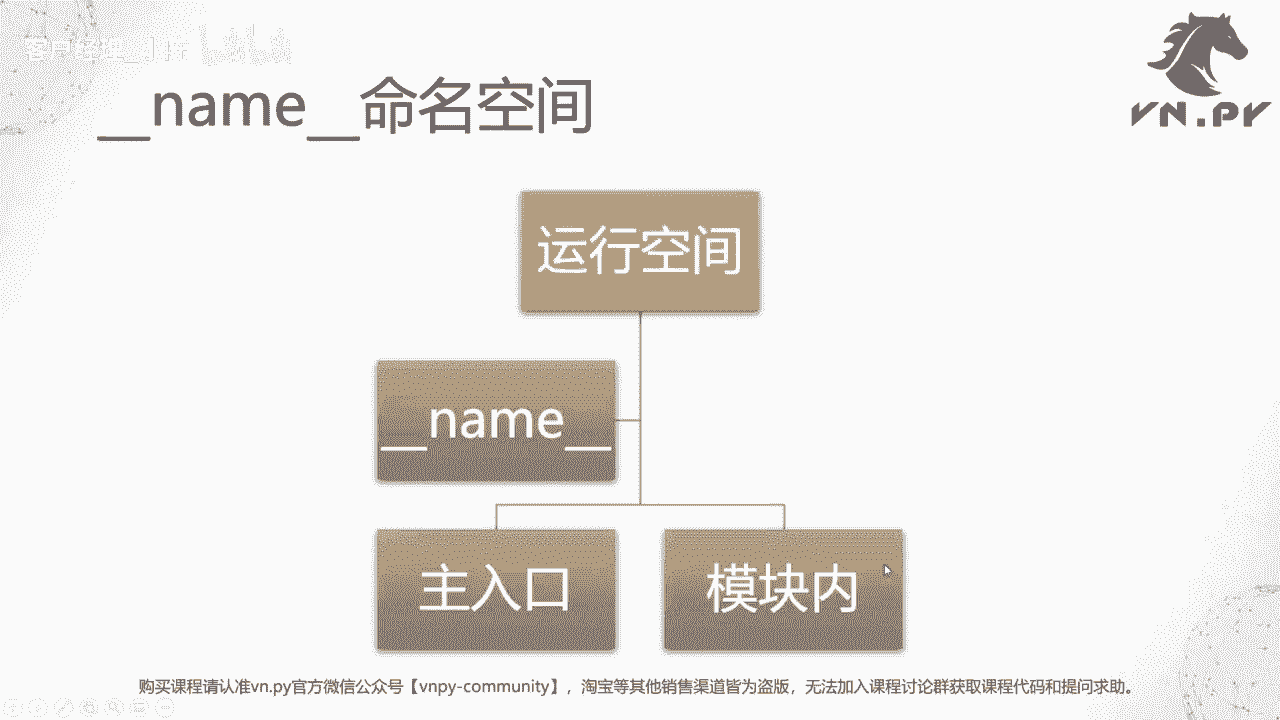 __name__命名空间
VN.PY
运行空间
__name__
主入口
模块内
购买课程请认准vn.py官方微信公众号【vnpy-community】，淘宝等其他销售渠道皆为盗版，无法加入课程讨论群获取课程代码和提问求助。